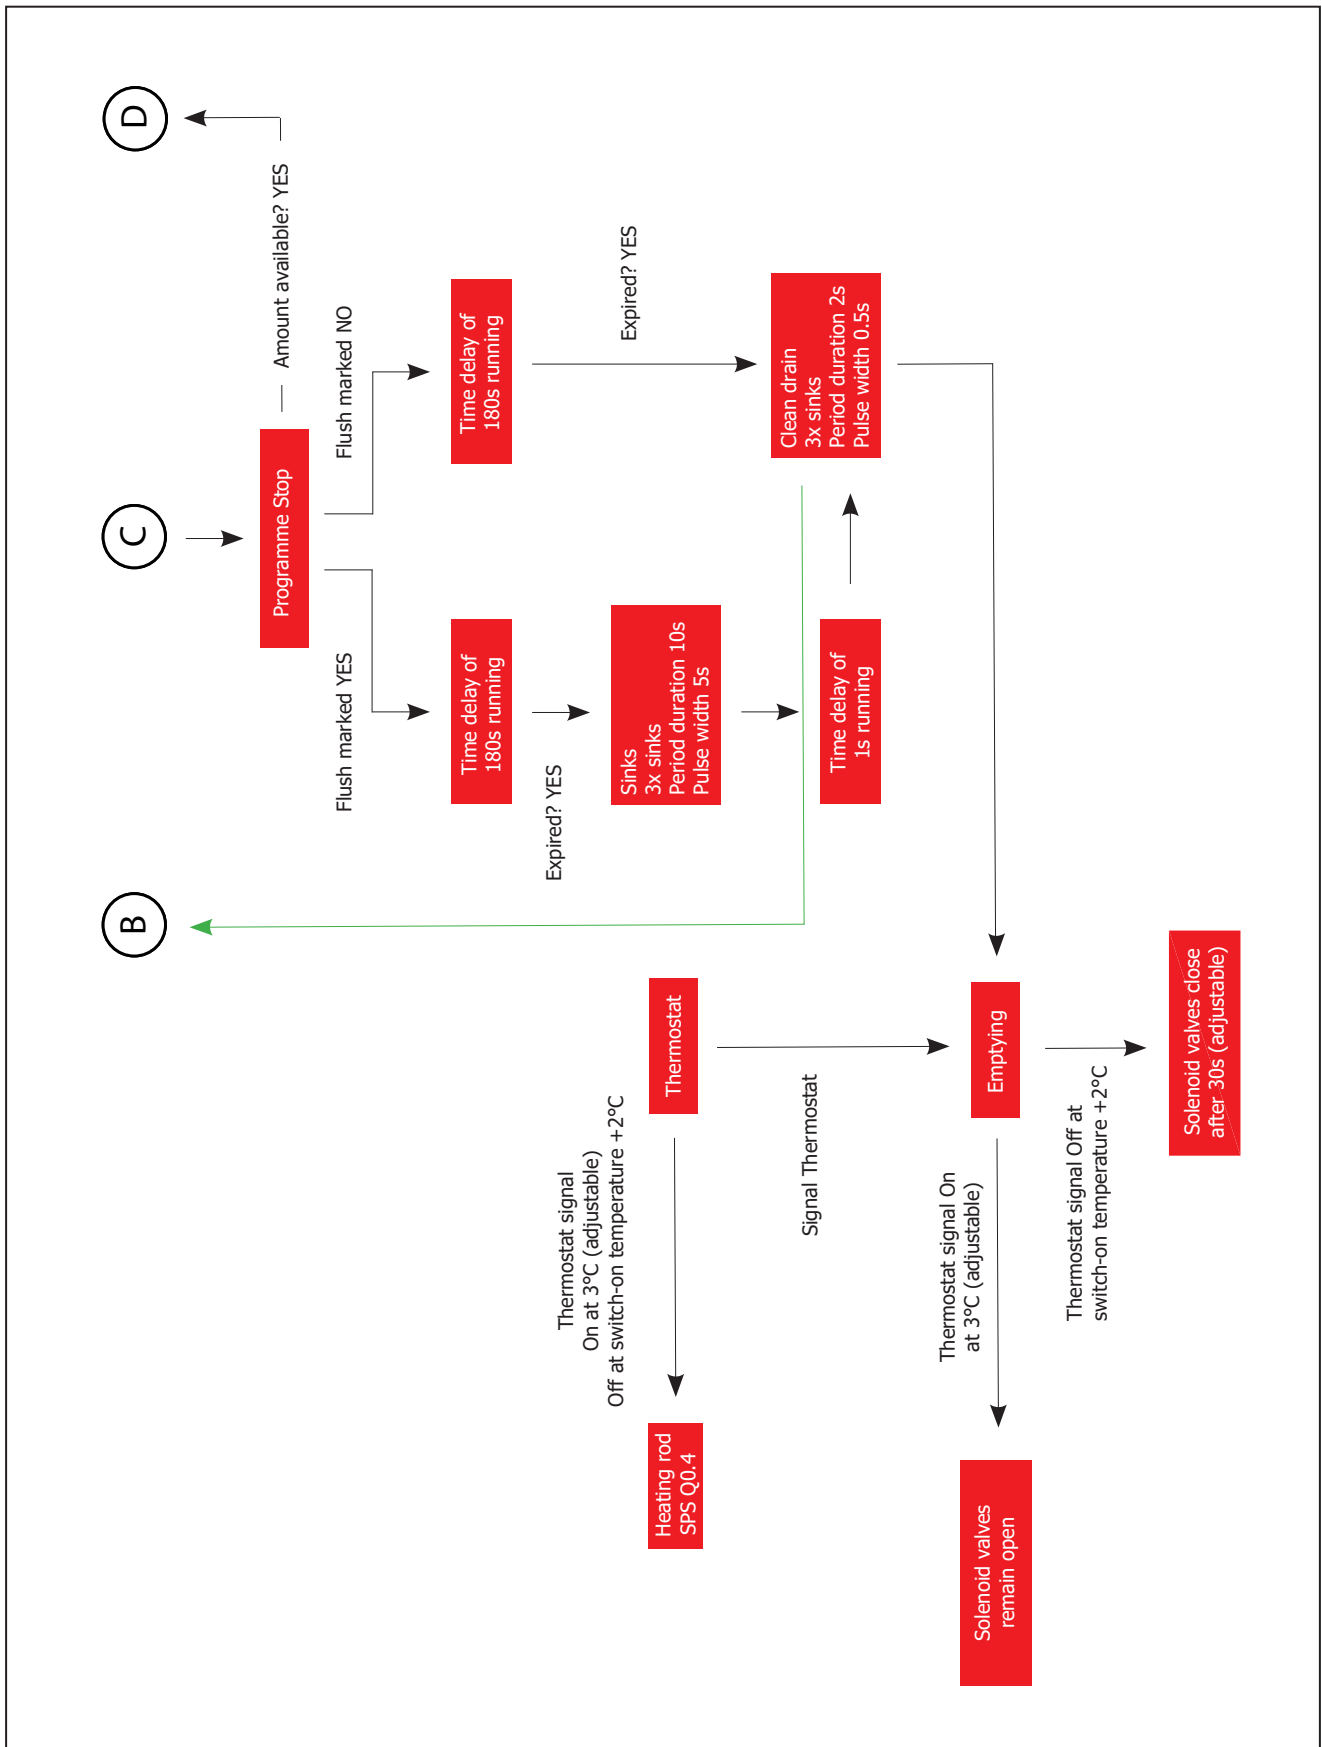 B
C
D
Programme Stop
Amount available? YES
Flush marked YES
Flush marked NO
Time delay of
180s running
Time delay of
180s running
Expired? YES
Expired? YES
Sinks
3x sinks
Period duration 10s
Pulse width 5s
Time delay of
1s running
Clean drain
3x sinks
Period duration 2s
Pulse width 0.5s
Thermostat signal
On at 3°C (adjustable)
Off at switch-on temperature +2°C
Heating rod
SPS Q0.4
Thermostat
Signal Thermostat
Thermostat signal On
at 3°C (adjustable)
Solenoid valves
remain open
Emptying
Thermostat signal Off at
switch-on temperature +2°C
Solenoid valves close
after 30s (adjustable)